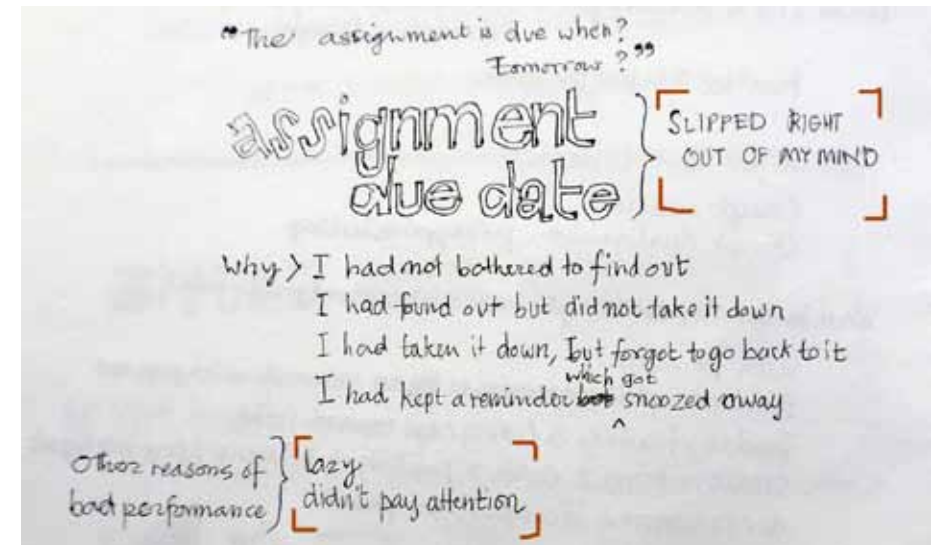 "The assignment is due when?
Tomorrow?"
assignment
due date
SLIPPED RIGHT
OUT OF MY MIND
Why > I had not bothered to find out
I had found out but did not take it down
I had taken it down, but forgot to go back to it
which got
I had kept a reminder snoozed away
Other reasons of
bad performance
lazy
didn't pay attention